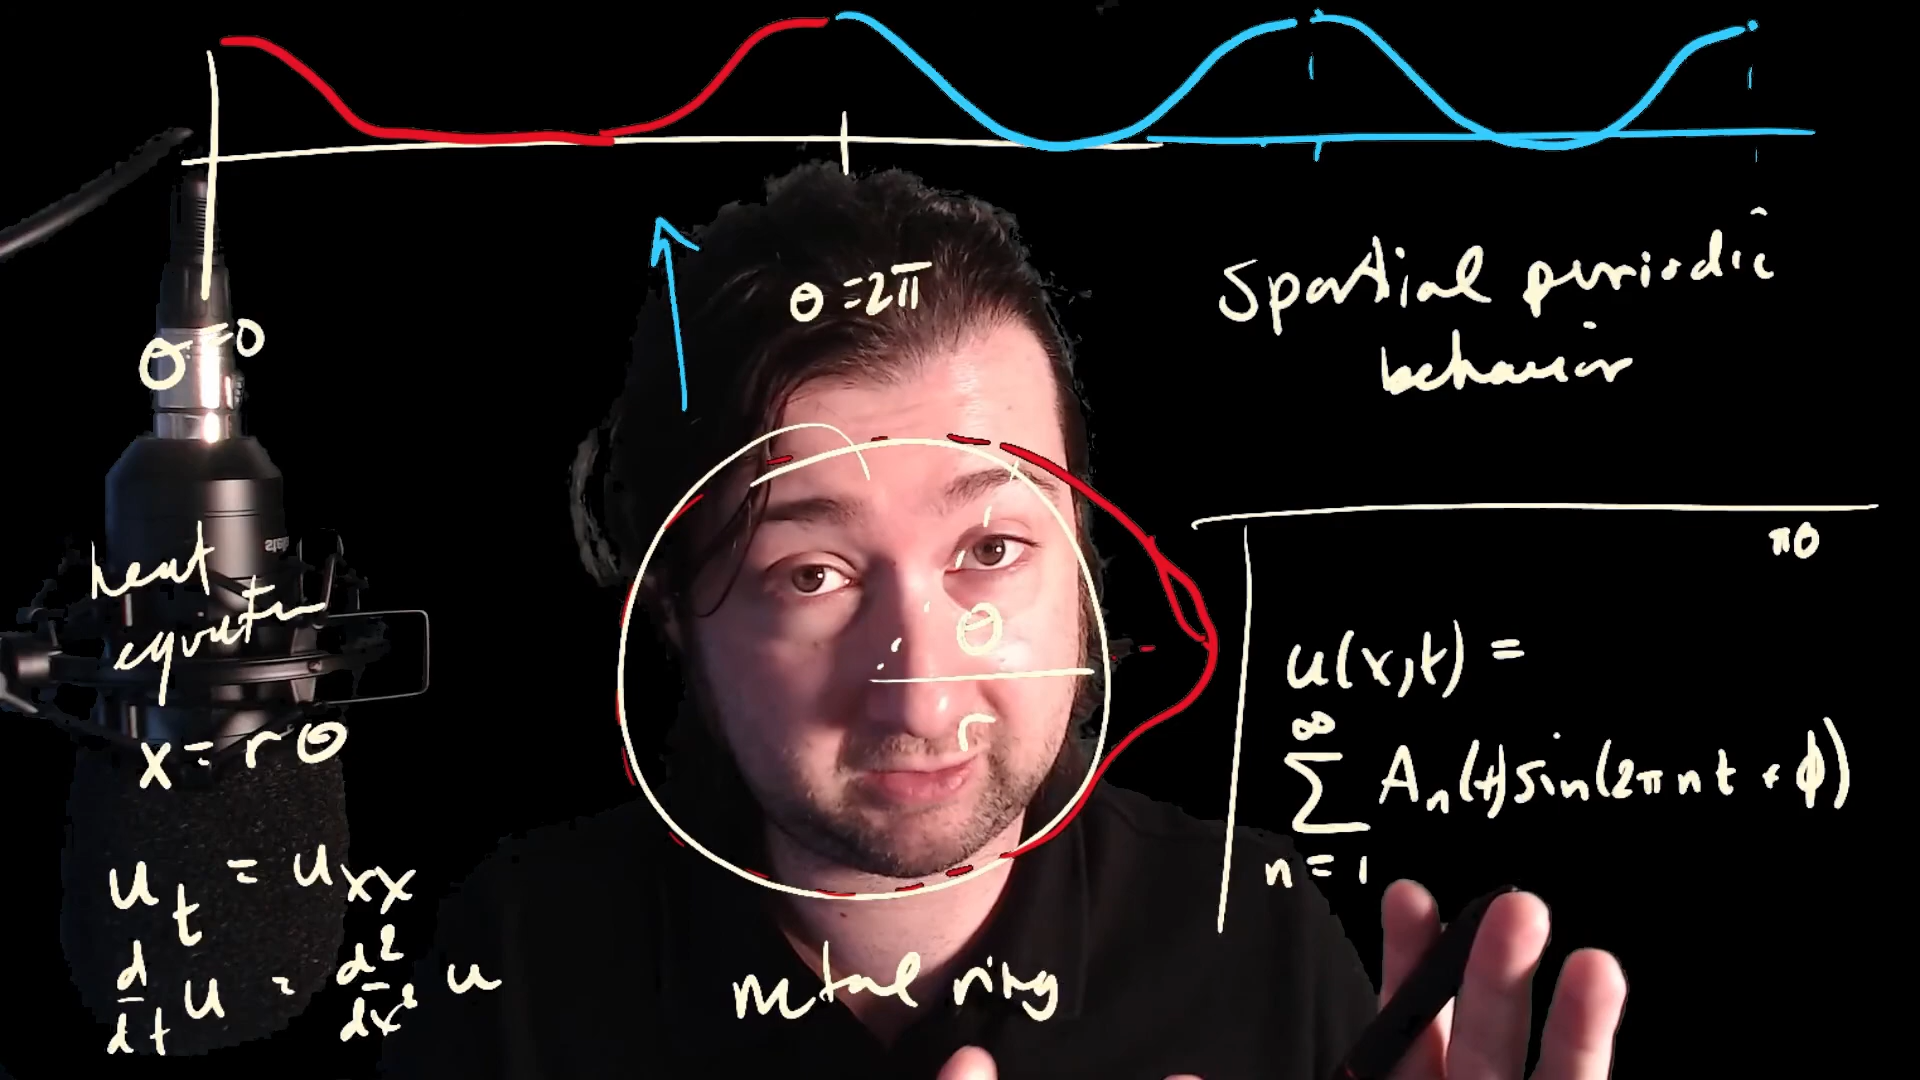 θ=0
θ=2π
Spatial periodic
behavior
heat
equation
x = rθ
u_t = u_xx
d/dt u = d²/dx² u
θ
r
metal ring
πθ
u(x,t) =
∞
Σ A_n(t) sin(2πnt + ϕ)
n = 1